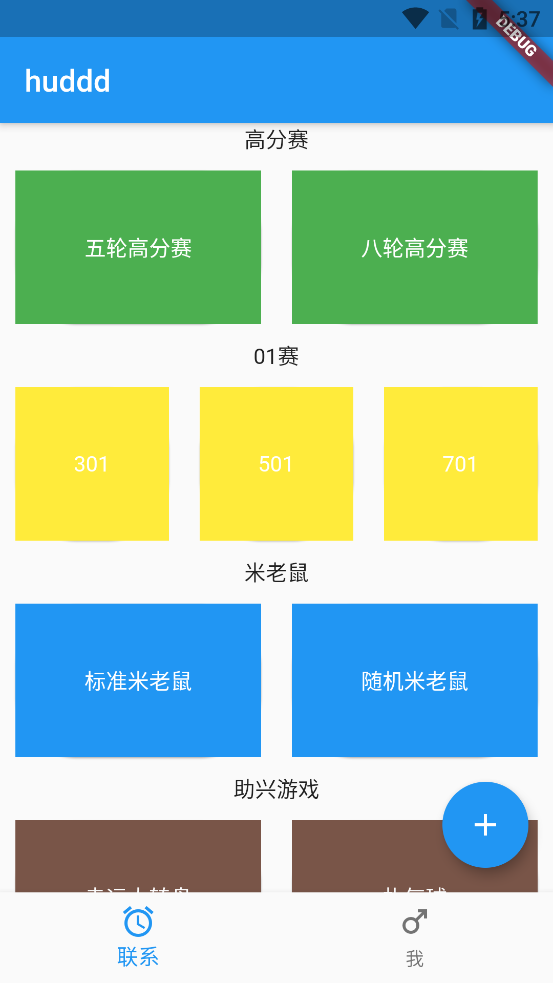 5:37
DEBUG
huddd
高分赛
五轮高分赛
八轮高分赛
01赛
301
501
701
米老鼠
标准米老鼠
随机米老鼠
助兴游戏
联系
我